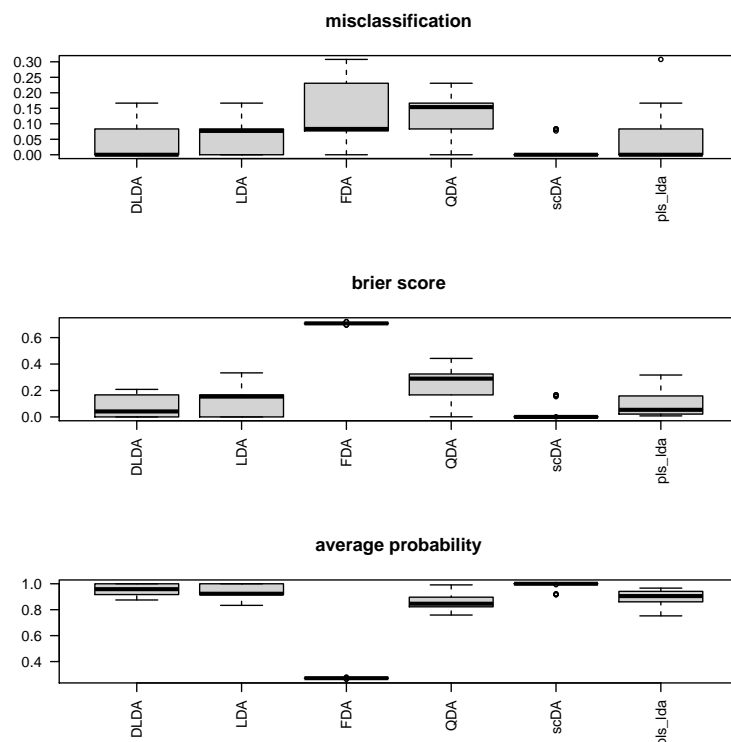 misclassification
0.30
0.25
0.20
0.15
0.10
0.05
0.00
DLDA
LDA
FDA
QDA
scDA
pls_lda
brier score
0.6
0.4
0.2
0.0
DLDA
LDA
FDA
QDA
scDA
pls_lda
average probability
1.0
0.8
0.6
0.4
DLDA
LDA
FDA
QDA
scDA
pls_lda